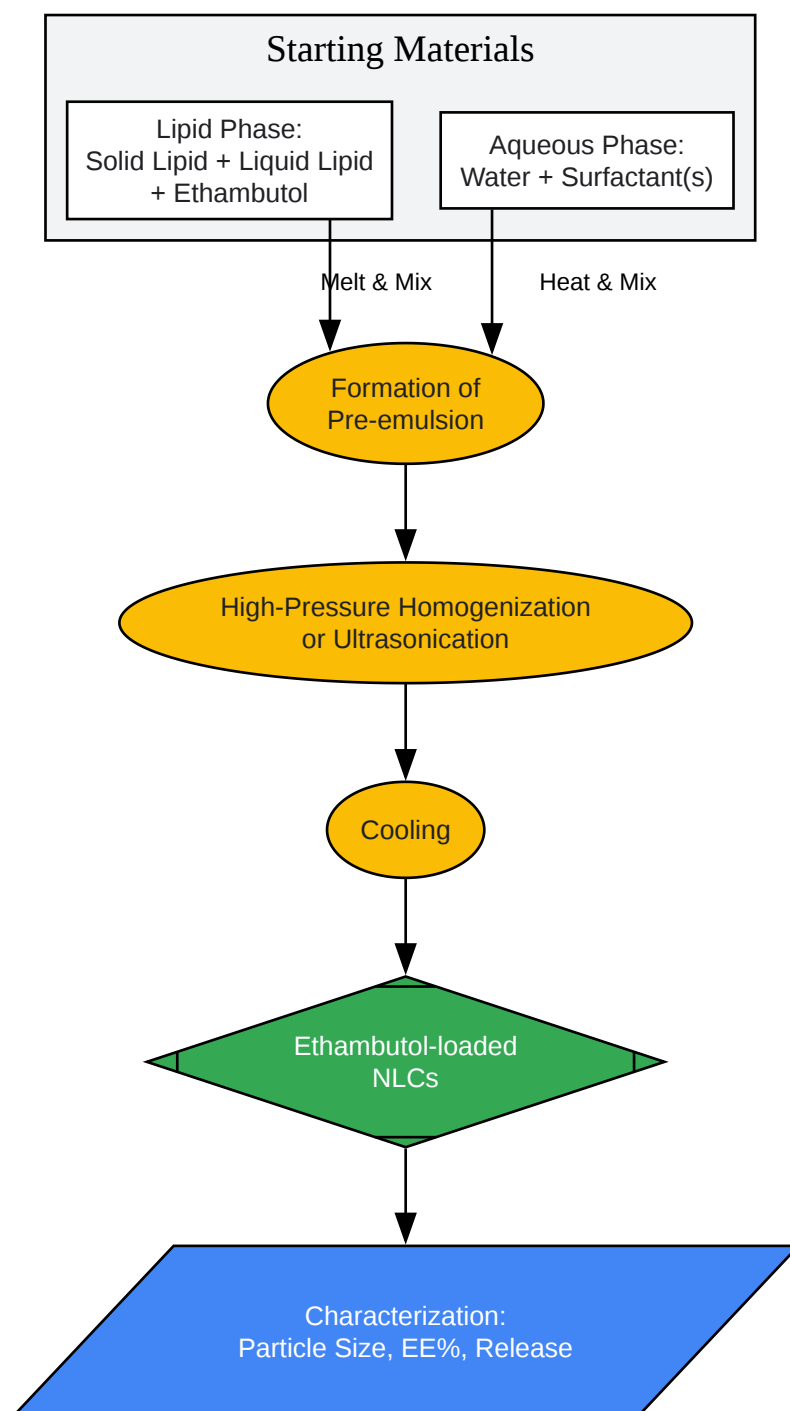 Starting Materials
Lipid Phase:
Solid Lipid + Liquid Lipid
+ Ethambutol
Aqueous Phase:
Water + Surfactant(s)
Melt & Mix
Heat & Mix
Formation of
Pre-emulsion
High-Pressure Homogenization
or Ultrasonication
Cooling
Ethambutol-loaded
NLCs
Characterization:
Particle Size, EE%, Release